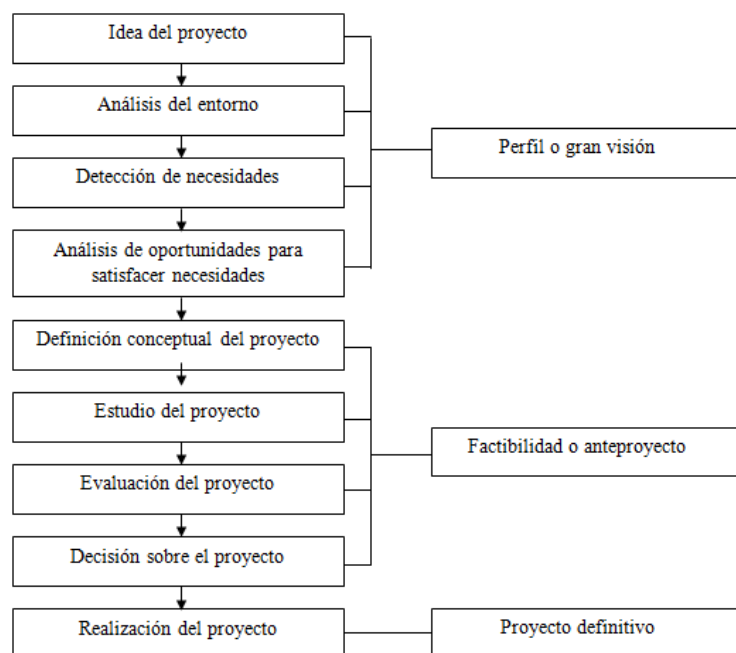 Idea del proyecto
Análisis del entorno
Detección de necesidades
Análisis de oportunidades para
satisfacer necesidades
Perfil o gran visión
Definición conceptual del proyecto
Estudio del proyecto
Evaluación del proyecto
Decisión sobre el proyecto
Factibilidad o anteproyecto
Realización del proyecto
Proyecto definitivo